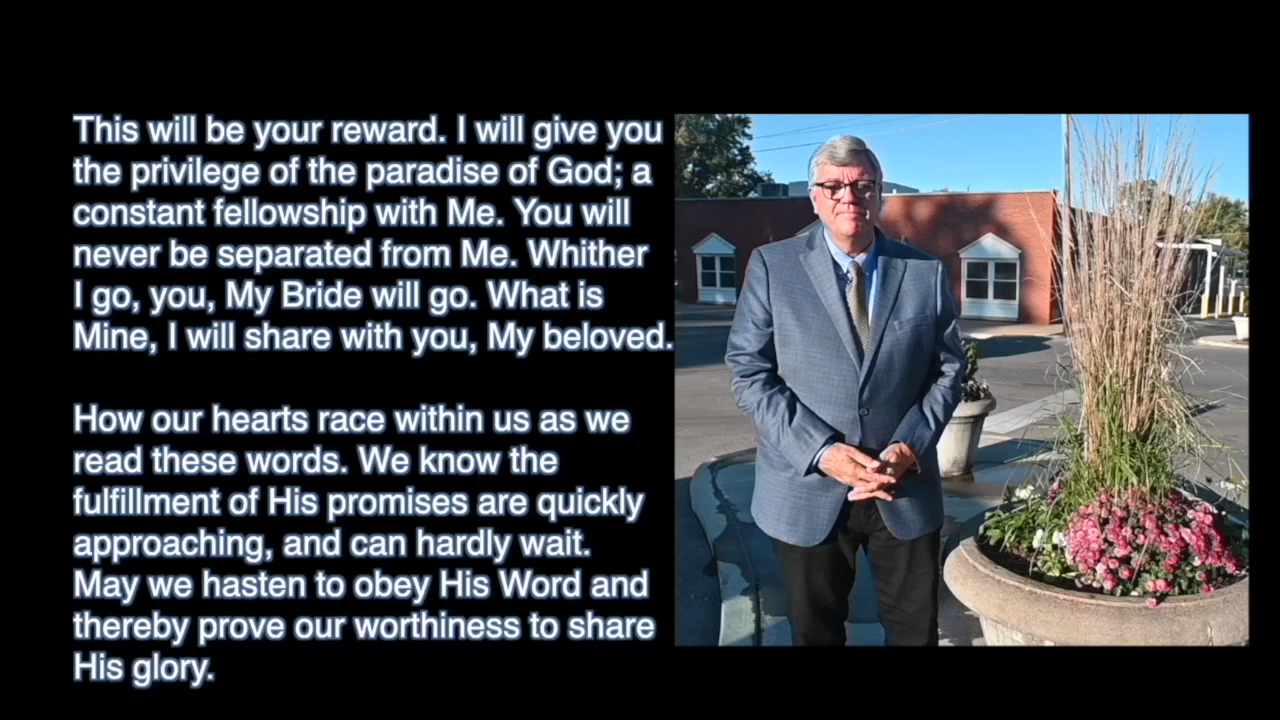 This will be your reward. I will give you
the privilege of the paradise of God; a
constant fellowship with Me. You will
never be separated from Me. Whither
I go, you, My Bride will go. What is
Mine, I will share with you, My beloved.
How our hearts race within us as we
read these words. We know the
fulfillment of His promises are quickly
approaching, and can hardly wait.
May we hasten to obey His Word and
thereby prove our worthiness to share
His glory.